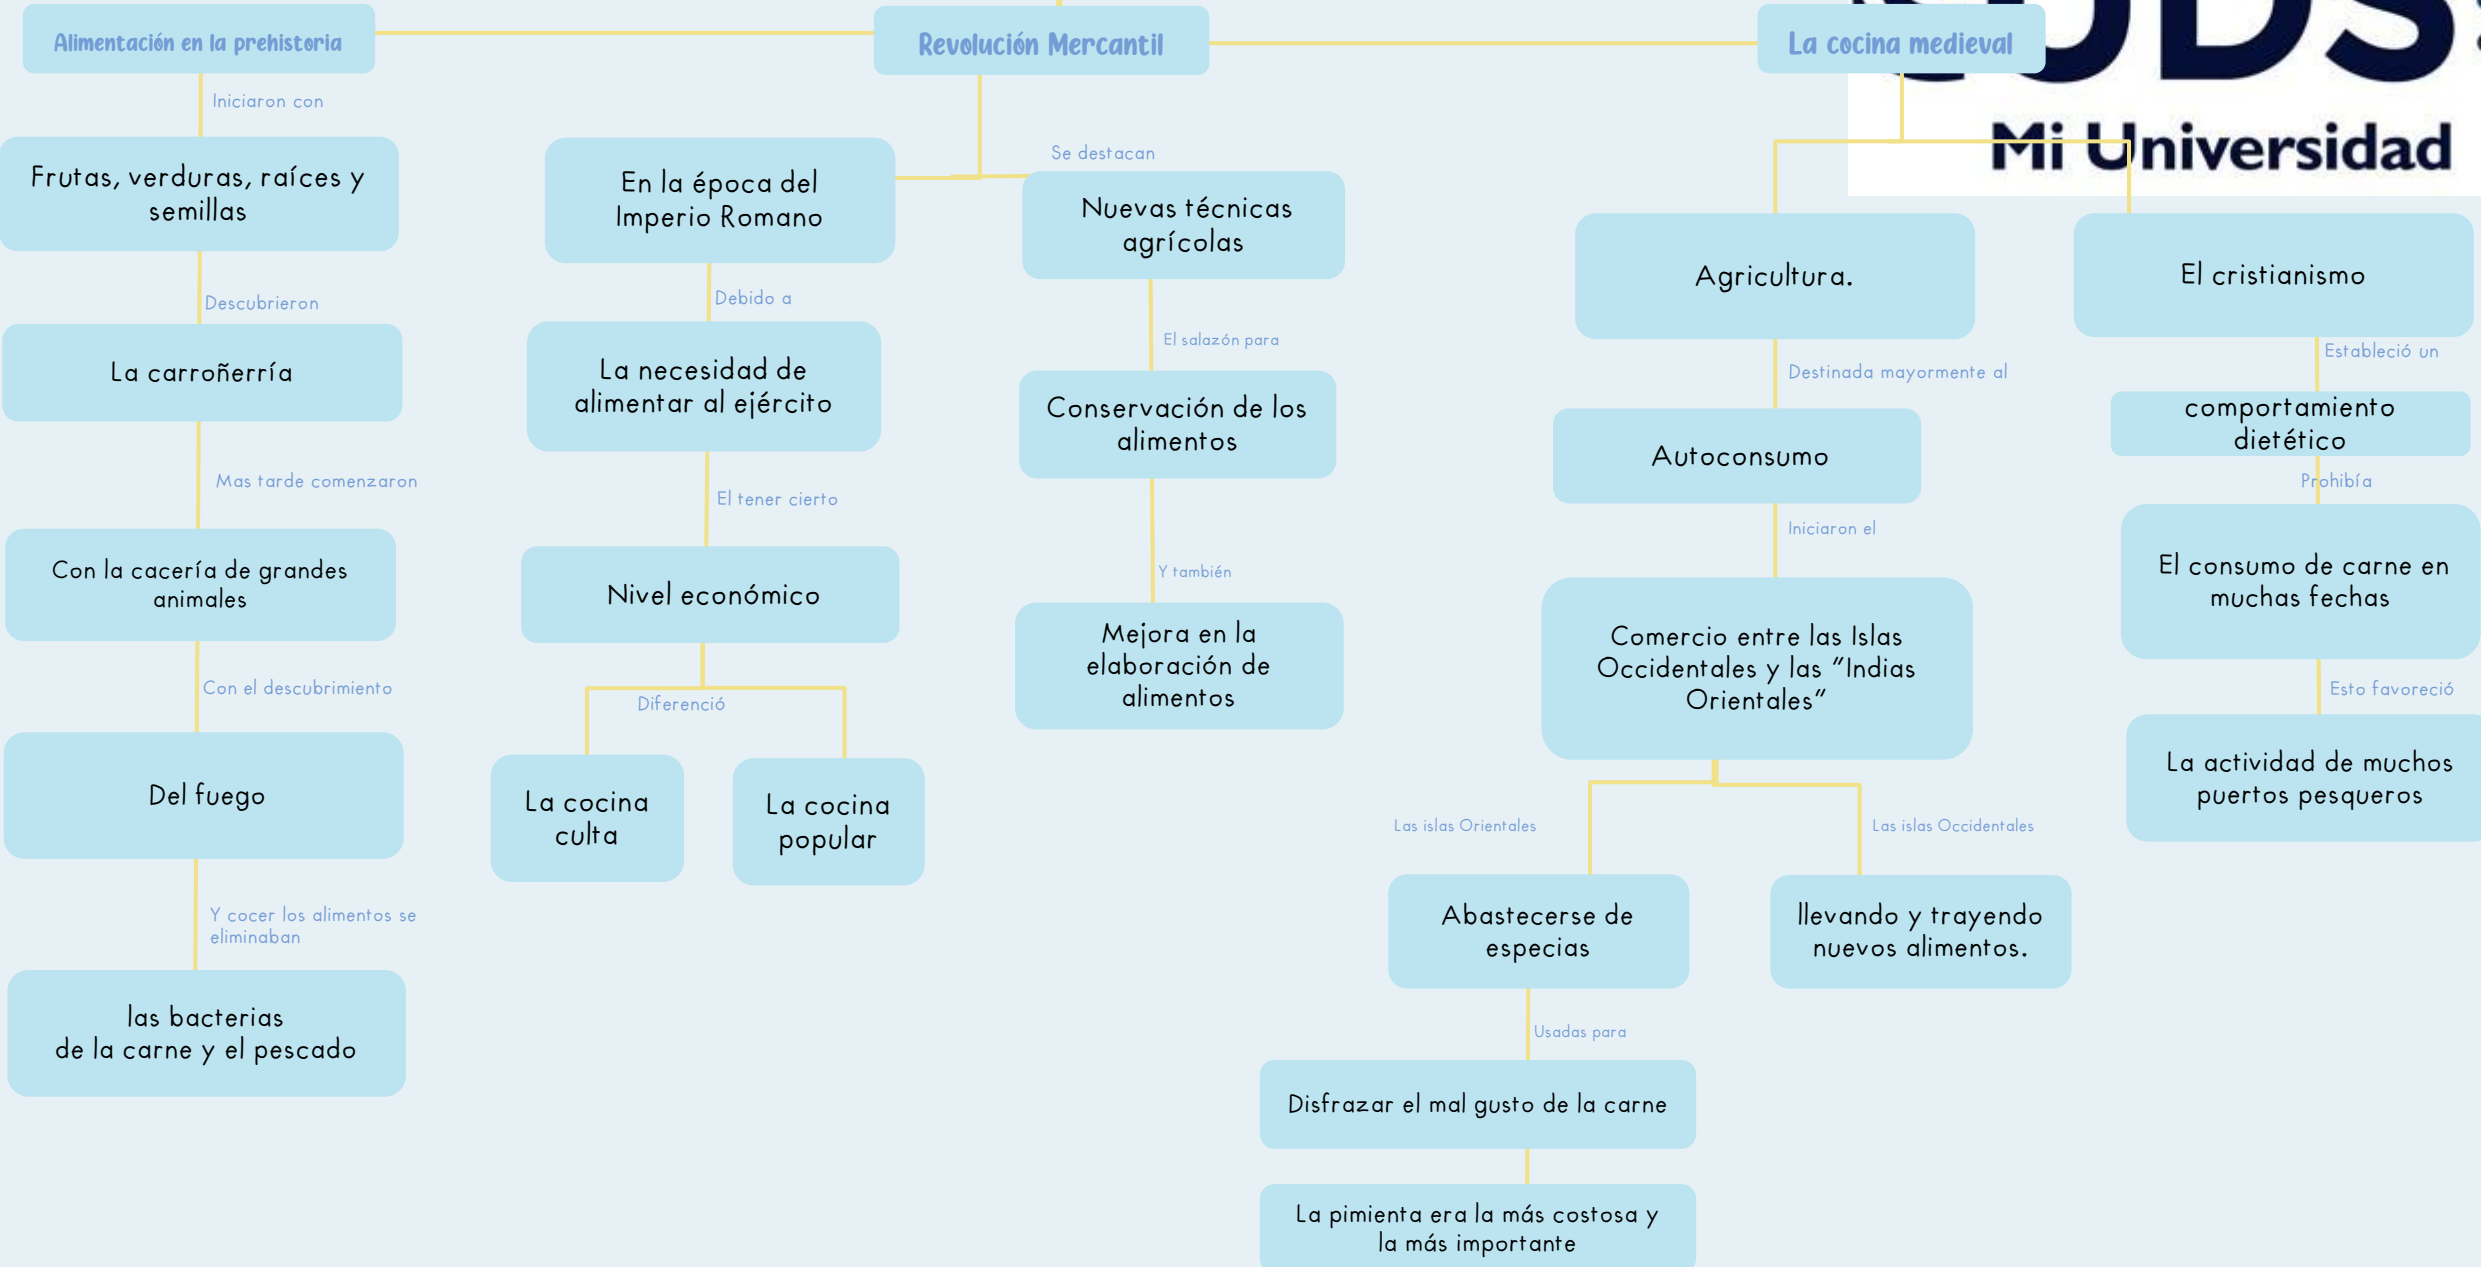 Alimentación en la prehistoria
Iniciaron con
Frutas, verduras, raíces y
semillas
Descubrieron
La carroñerría
Mas tarde comenzaron
Con la cacería de grandes
animales
Con el descubrimiento
Del fuego
Y cocer los alimentos se
eliminaban
las bacterias
de la carne y el pescado
Revolución Mercantil
En la época del
Imperio Romano
Debido a
La necesidad de
alimentar al ejército
El tener cierto
Nivel económico
Diferenció
La cocina
culta
La cocina
popular
Se destacan
Nuevas técnicas
agrícolas
El salazón para
Conservación de los
alimentos
Y también
Mejora en la
elaboración de
alimentos
La cocina medieval
Agricultura.
Destinada mayormente al
Autoconsumo
Iniciaron el
Comercio entre las Islas
Occidentales y las "Indias
Orientales"
Las islas Orientales
Abastecerse de
especias
Usadas para
Disfrazar el mal gusto de la carne
La pimienta era la más costosa y
la más importante
Las islas Occidentales
llevando y trayendo
nuevos alimentos.
El cristianismo
Estableció un
comportamiento
dietético
Prohibía
El consumo de carne en
muchas fechas
Esto favoreció
La actividad de muchos
puertos pesqueros
UDS
Mi Universidad